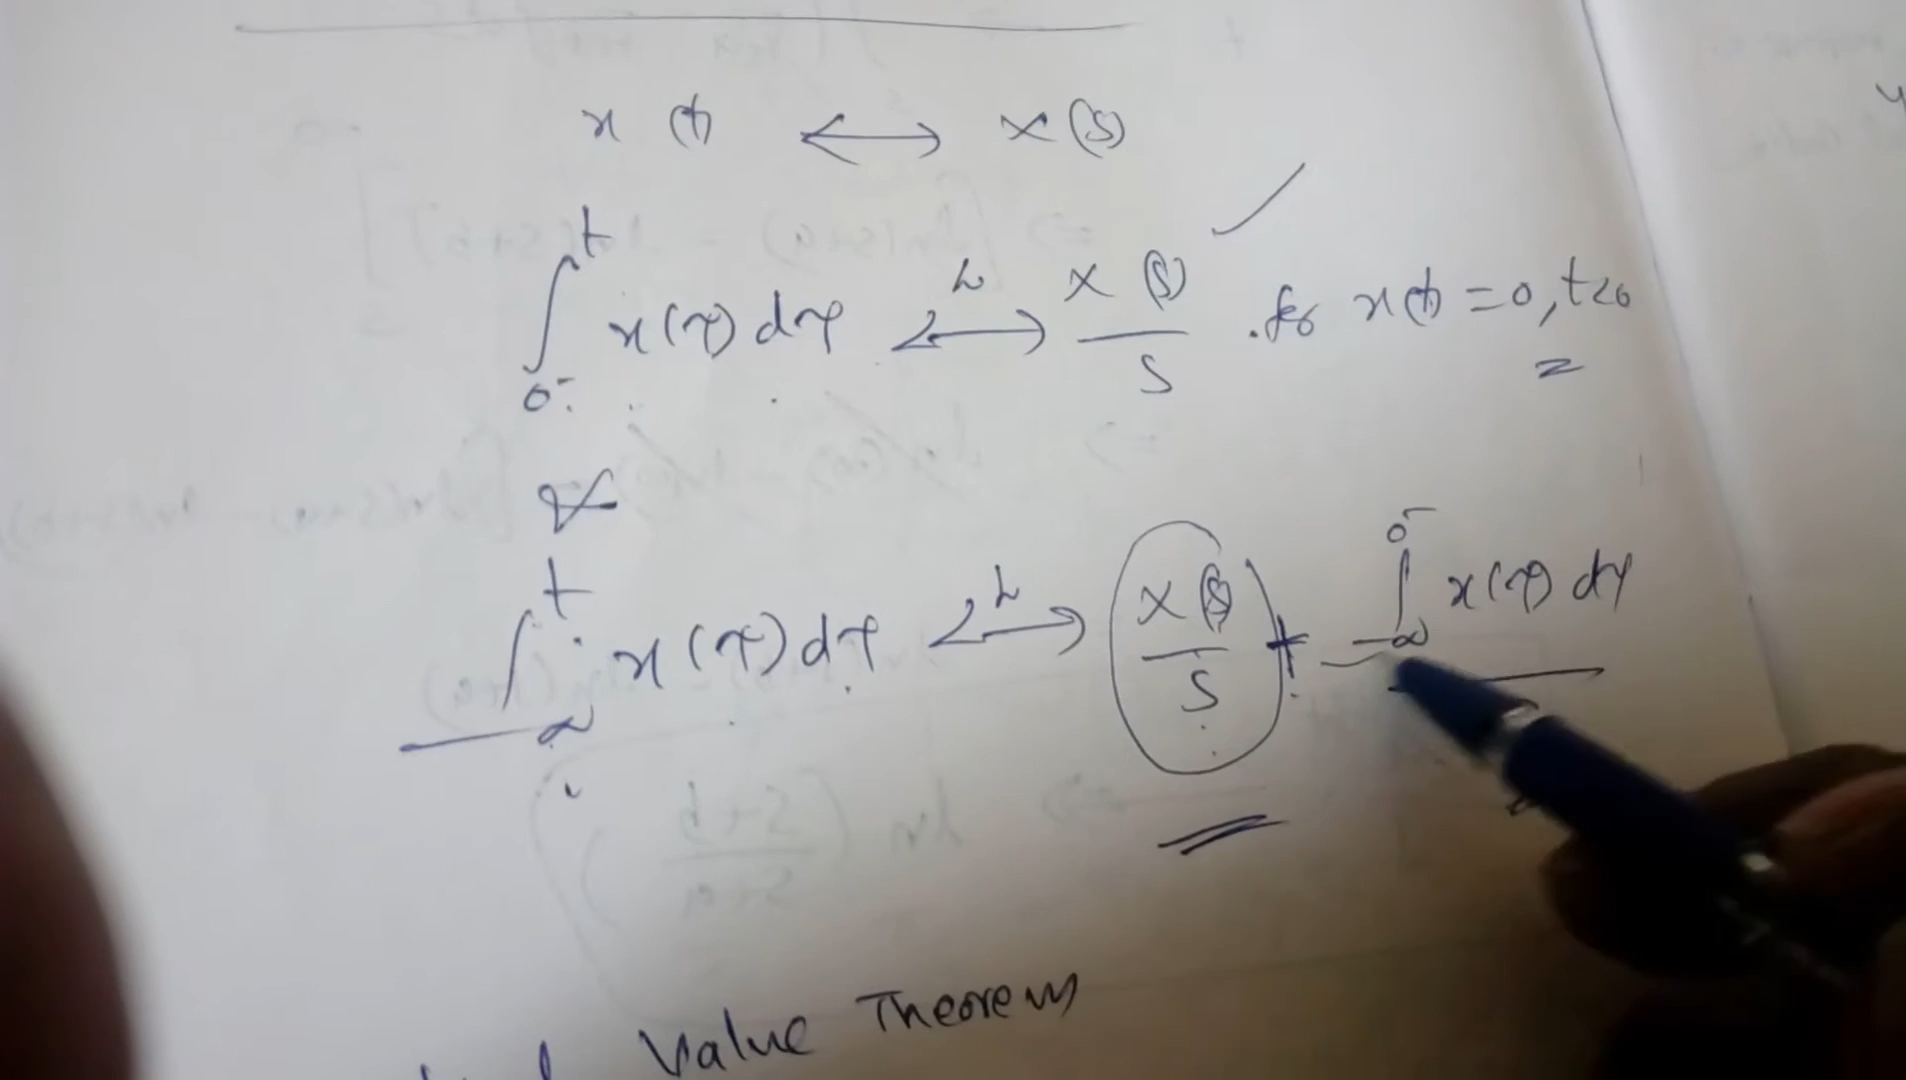 x(t) ⟷ X(s)
∫_{0⁻}^{t} x(τ) dτ ⟷^{L} X(s)/s . for x(t) = 0, t<0
&
∫_{-∞}^{t} x(τ) dτ ⟷^{L} X(s)/s + ∫_{-∞}^{0⁻} x(τ) dτ
Value Theorem